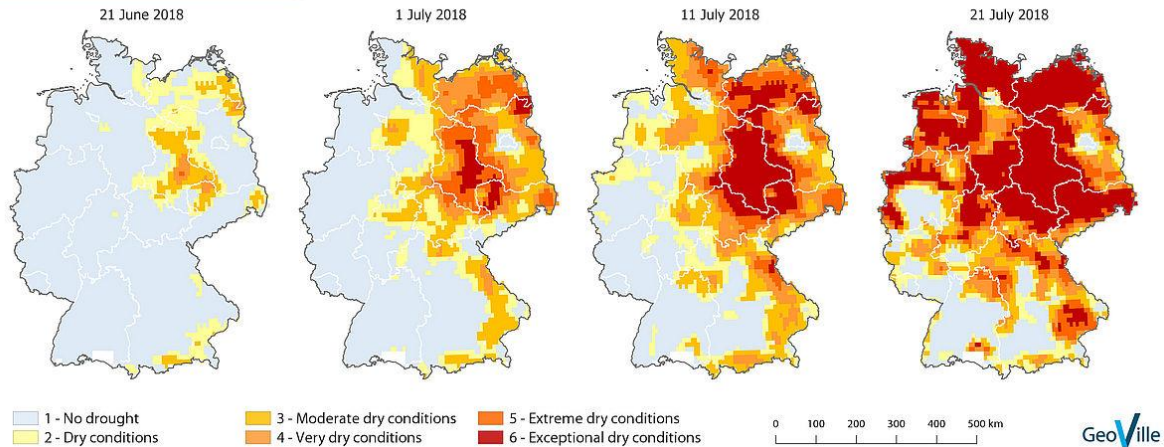 21 June 2018
1 July 2018
11 July 2018
21 July 2018
1 - No drought
2 - Dry conditions
3 - Moderate dry conditions
4 - Very dry conditions
5 - Extreme dry conditions
6 - Exceptional dry conditions
0 100 200 300 400 500 km
GeoVille